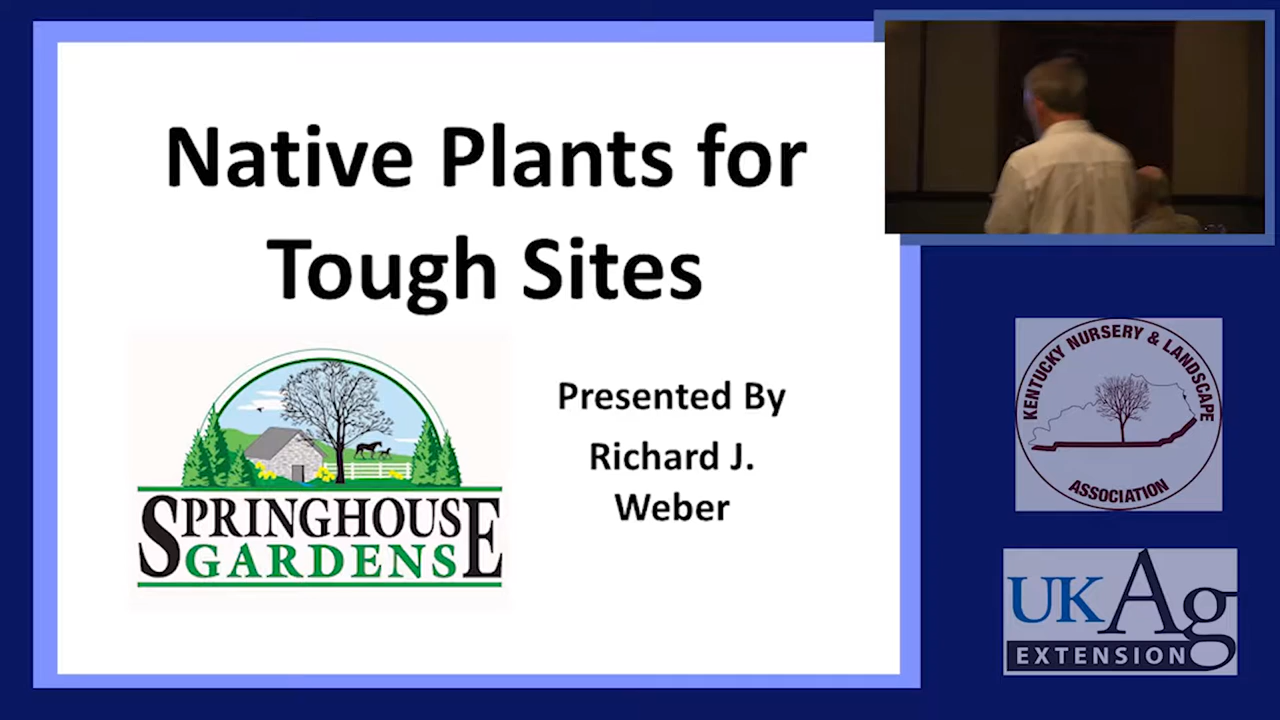 Native Plants for
Tough Sites
Presented By
Richard J.
Weber
SPRINGHOUSE
GARDENS
KENTUCKY NURSERY & LANDSCAPE
ASSOCIATION
UKAg
EXTENSION